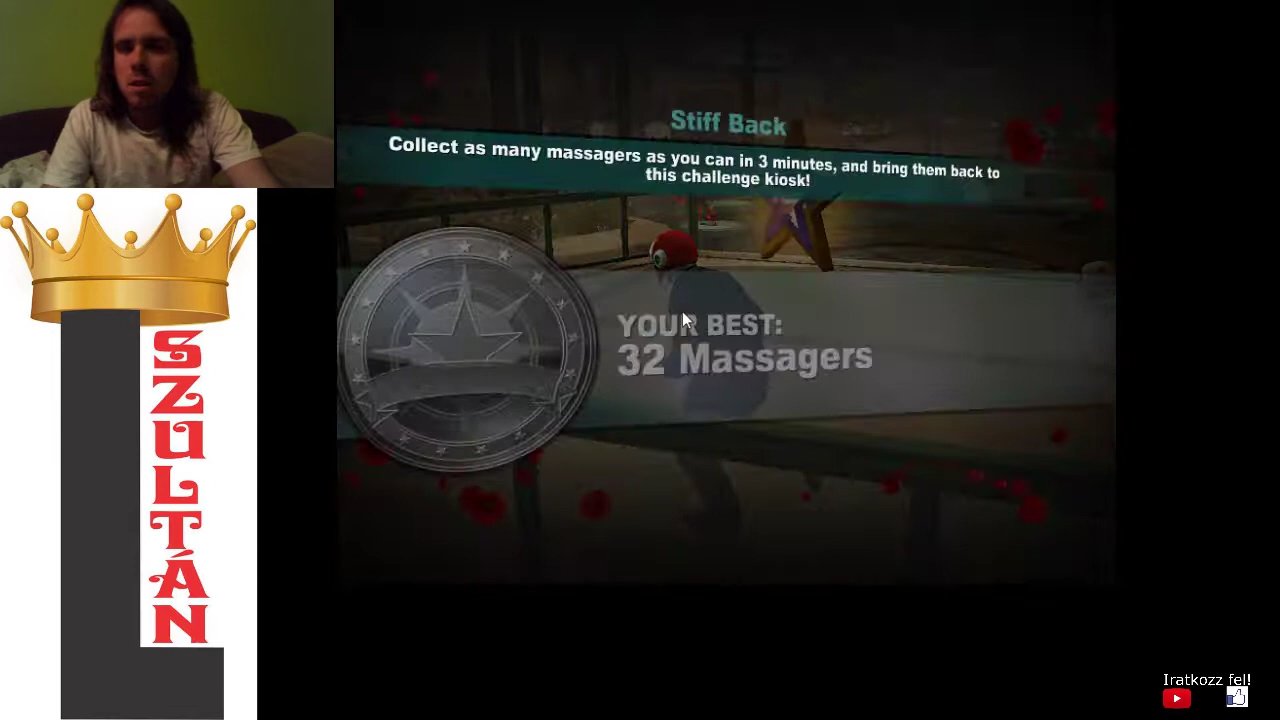 Stiff Back
Collect as many massagers as you can in 3 minutes, and bring them back to
this challenge kiosk!
YOUR BEST:
32 Massagers
L
SZULTÁN
Iratkozz fel!